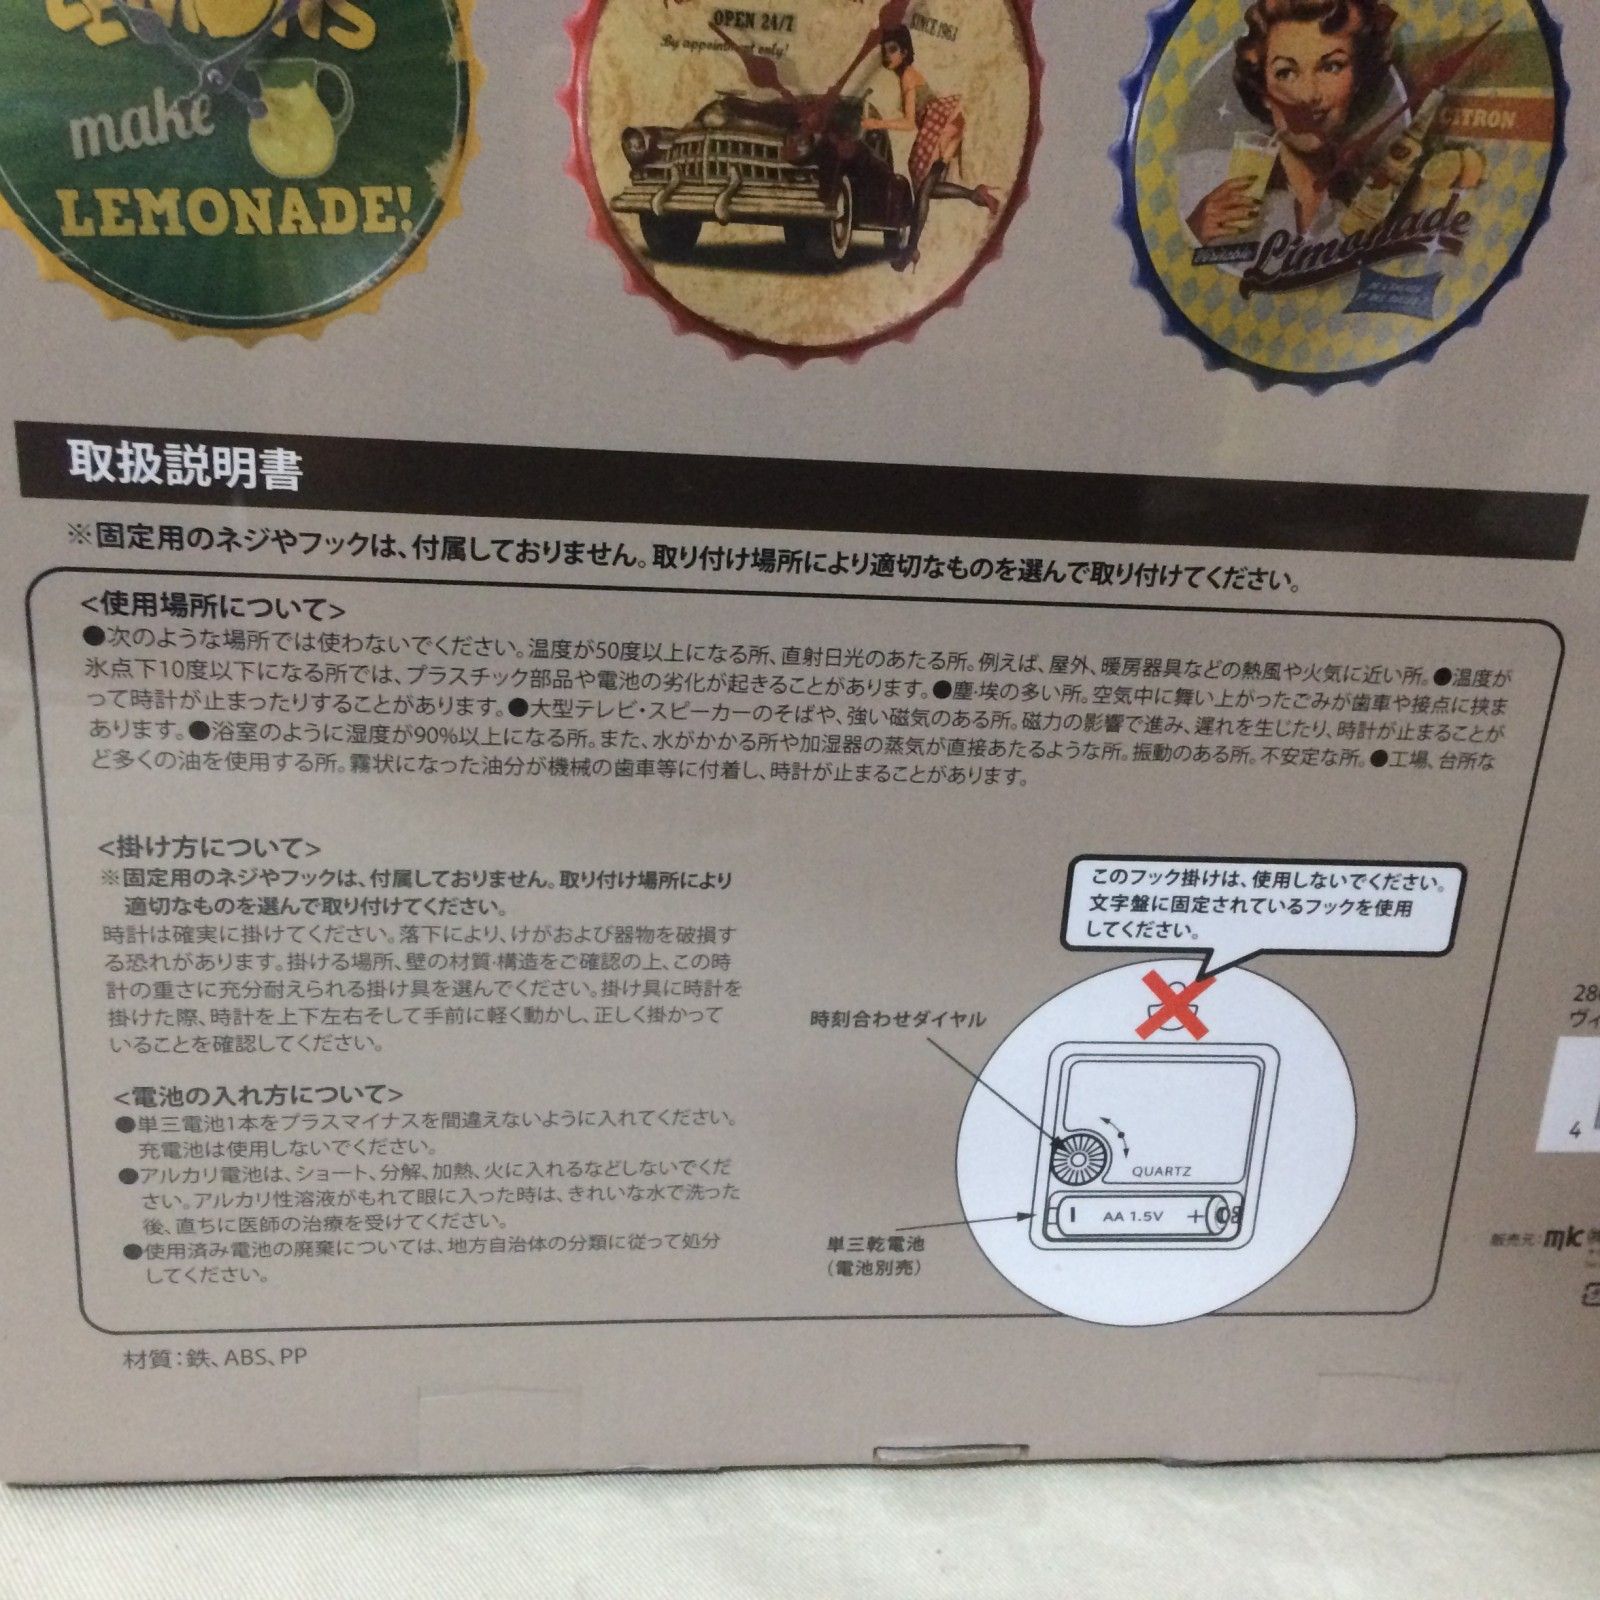 LEMONS
make
LEMONADE!
OPEN 24/7
By appointment only!
SINCE 1961
CITRON
Limonade
取扱説明書
※固定用のネジやフックは、付属しておりません。取り付け場所により適切なものを選んで取り付けてください。
<使用場所について>
●次のような場所では使わないでください。温度が50度以上になる所、直射日光のあたる所。例えば、屋外、暖房器具などの熱風や火気に近い所。●温度が
氷点下10度以下になる所では、プラスチック部品や電池の劣化が起きることがあります。●塵・埃の多い所。空気中に舞い上がったごみが歯車や接点に挟ま
って時計が止まったりすることがあります。●大型テレビ・スピーカーのそばや、強い磁気のある所。磁力の影響で進み、遅れを生じたり、時計が止まることが
あります。●浴室のように湿度が90%以上になる所。また、水がかかる所や加湿器の蒸気が直接あたるような所。振動のある所。不安定な所。●工場、台所な
ど多くの油を使用する所。霧状になった油分が機械の歯車等に付着し、時計が止まることがあります。
<掛け方について>
※固定用のネジやフックは、付属しておりません。取り付け場所により
適切なものを選んで取り付けてください。
時計は確実に掛けてください。落下により、けがおよび器物を破損す
る恐れがあります。掛ける場所、壁の材質・構造をご確認の上、この時
計の重さに充分耐えられる掛け具を選んでください。掛け具に時計を
掛けた際、時計を上下左右そして手前に軽く動かし、正しく掛かって
いることを確認してください。
<電池の入れ方について>
●単三電池1本をプラスマイナスを間違えないように入れてください。
充電池は使用しないでください。
●アルカリ電池は、ショート、分解、加熱、火に入れるなどしないでくだ
さい。アルカリ性溶液がもれて眼に入った時は、きれいな水で洗った
後、直ちに医師の治療を受けてください。
●使用済み電池の廃棄については、地方自治体の分類に従って処分
してください。
このフック掛けは、使用しないでください。
文字盤に固定されているフックを使用
してください。
時刻合わせダイヤル
QUARTZ
AA 1.5V +
単三乾電池
(電池別売)
材質:鉄、ABS、PP
28
ヴィ
4
販売元:mk